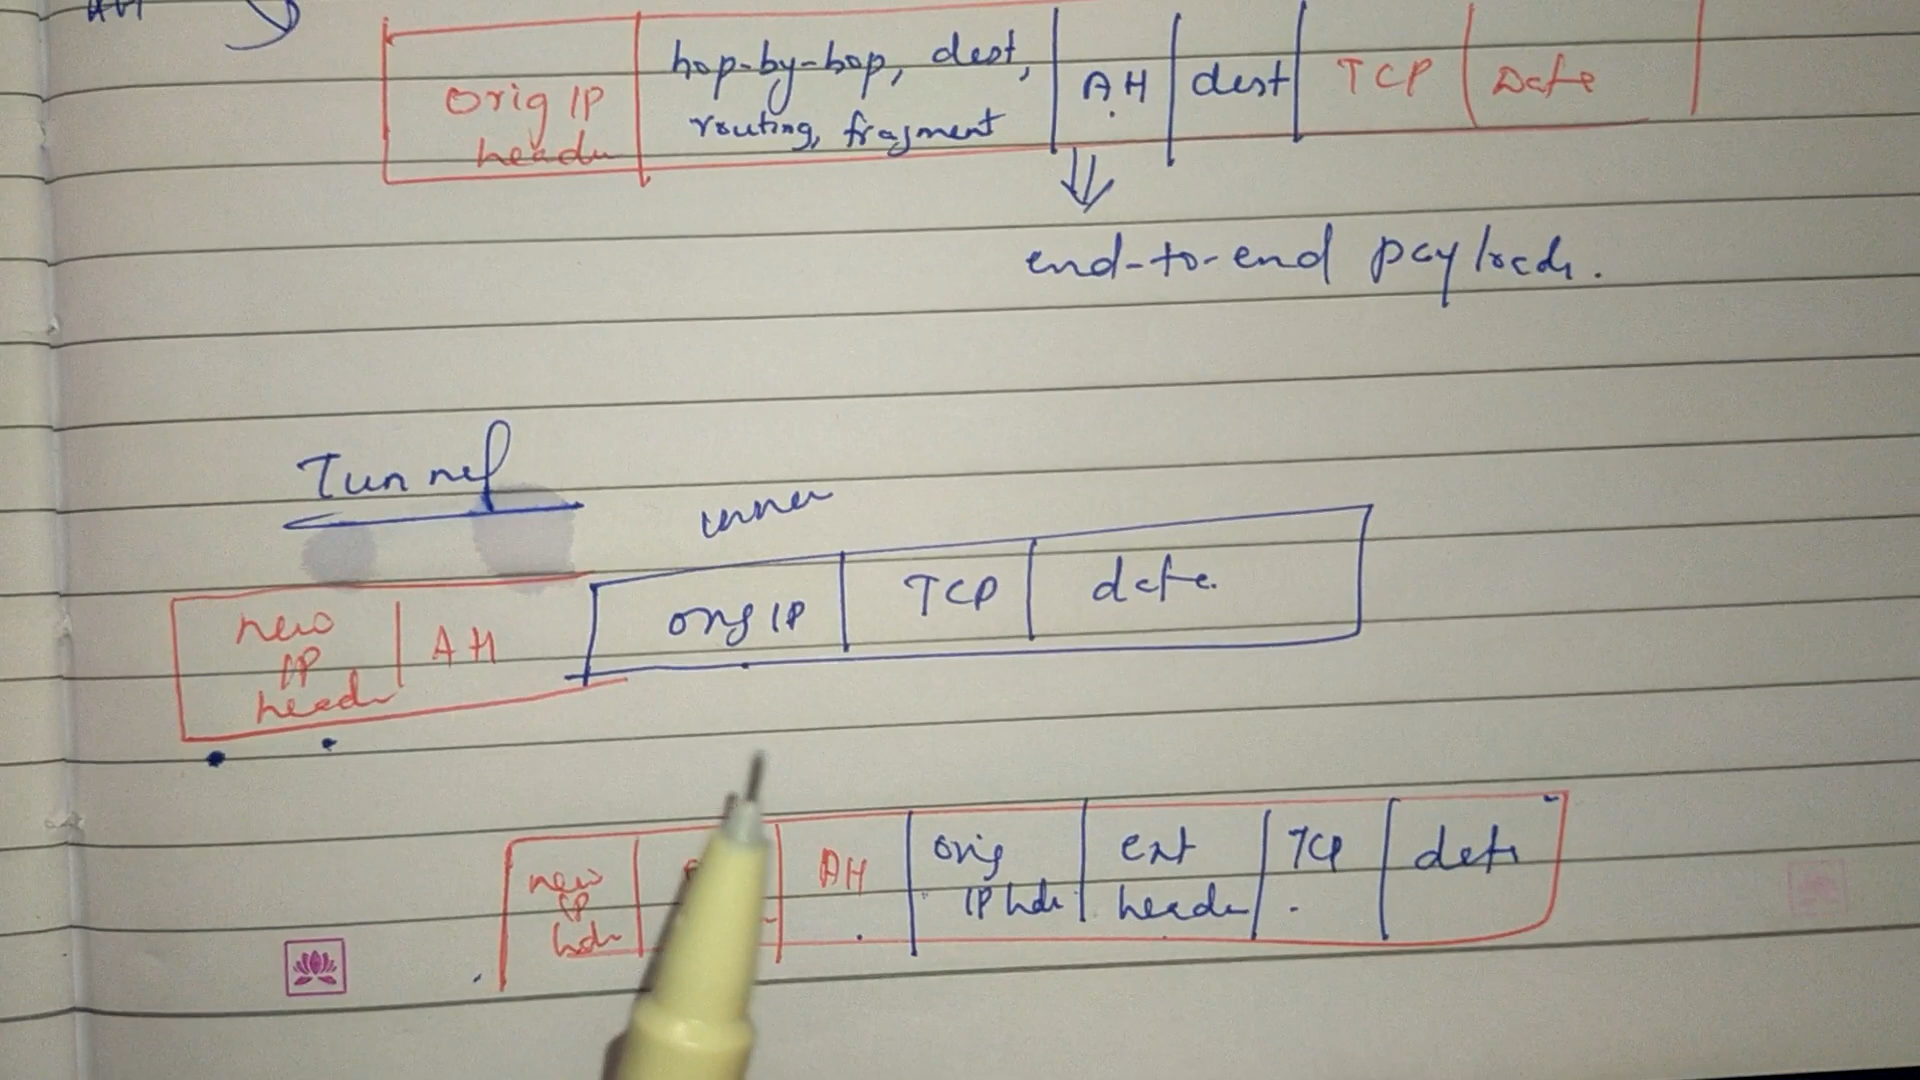 Orig IP
header
hop-by-hop, dest,
routing, fragment
AH
dest
TCP
Data
end-to-end payload.
Tunnel
inner
new
IP
head
AH
orig IP
TCP
data
new
IP
hdr
AH
orig
IP hdr
ext
header
TCP
data